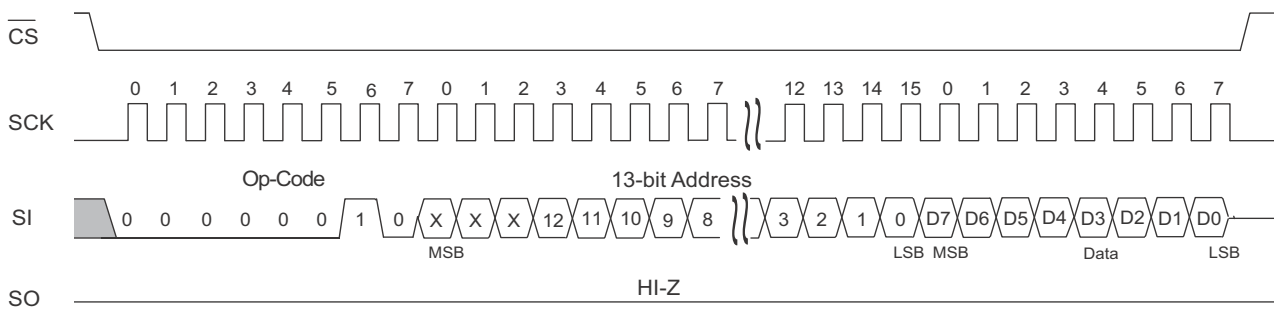 CS
0 1 2 3 4 5 6 7 0 1 2 3 4 5 6 7 12 13 14 15 0 1 2 3 4 5 6 7
SCK
Op-Code 13-bit Address
SI 0 0 0 0 0 0 1 0 X X X 12 11 10 9 8 3 2 1 0 D7 D6 D5 D4 D3 D2 D1 D0
MSB LSB MSB Data LSB
HI-Z
SO